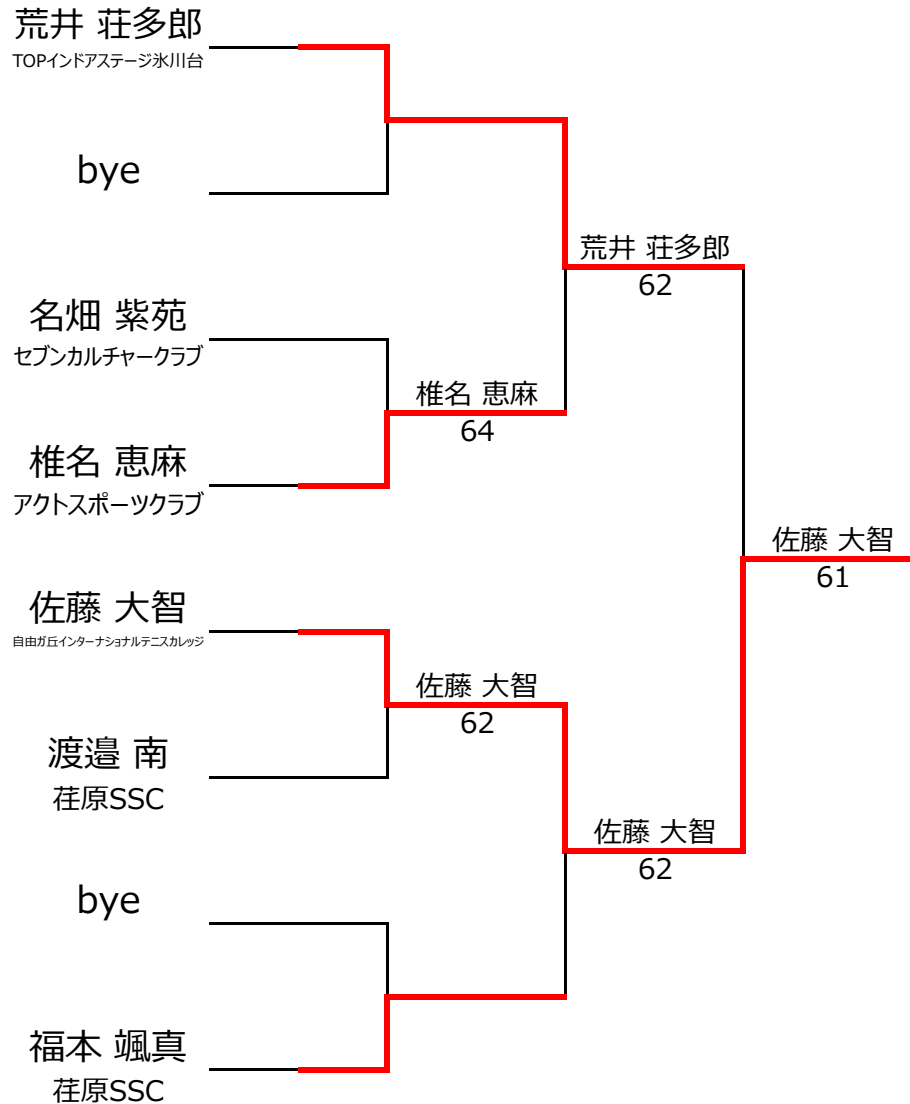 荒井 荘多郎
TOPインドアステージ氷川台
bye
荒井 荘多郎
62
名畑 紫苑
セブンカルチャークラブ
椎名 恵麻
64
椎名 恵麻
アクトスポーツクラブ
佐藤 大智
61
佐藤 大智
自由が丘インターナショナルテニスカレッジ
佐藤 大智
62
渡邉 南
荏原SSC
佐藤 大智
62
bye
福本 颯真
荏原SSC